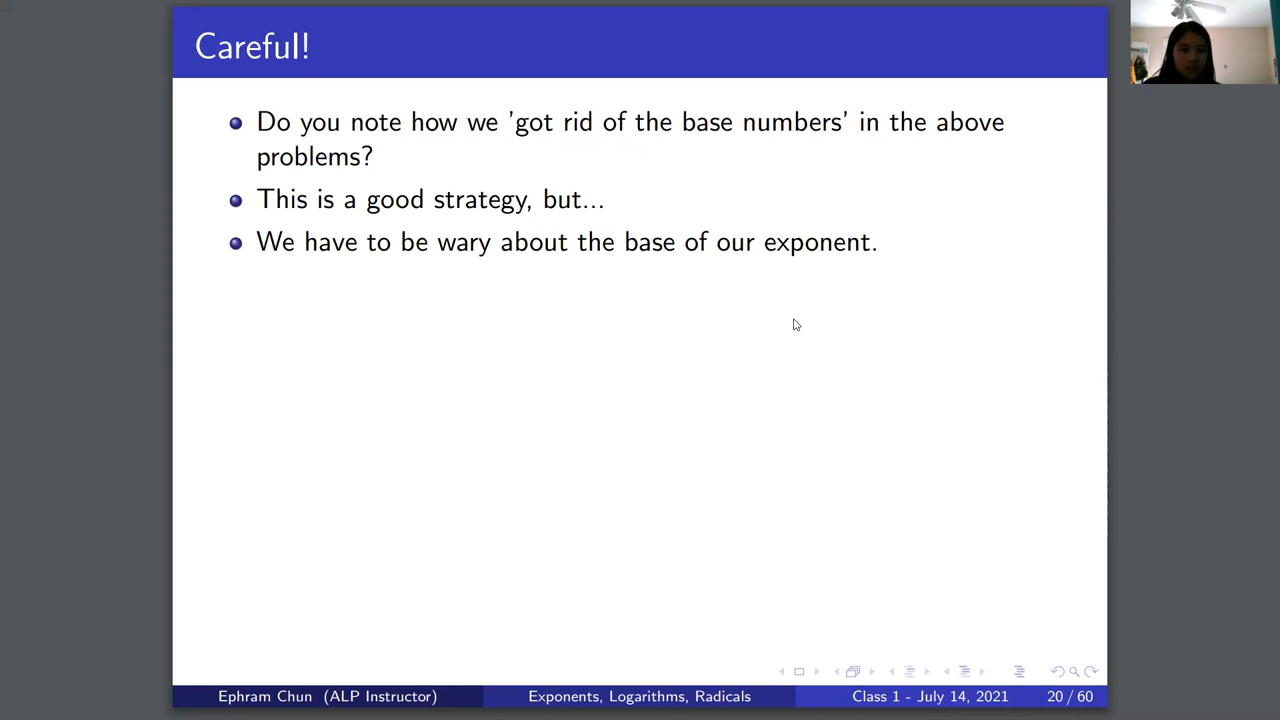 Careful!
Do you note how we 'got rid of the base numbers' in the above
problems?
This is a good strategy, but...
We have to be wary about the base of our exponent.
Ephram Chun (ALP Instructor) Exponents, Logarithms, Radicals Class 1 - July 14, 2021 20 / 60